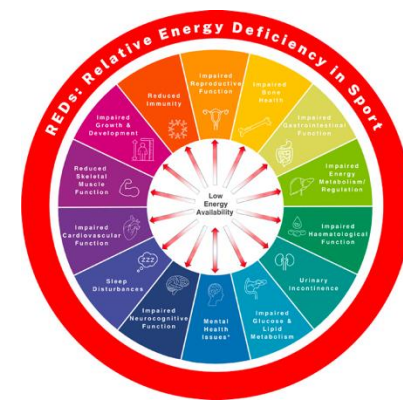 REDs: Relative Energy Deficiency in Sport
Impaired
Reproductive
Function
Impaired
Bone
Health
Impaired
Gastrointestinal
Function
Impaired
Energy
Metabolism/
Regulation
Impaired
Haematological
Function
Urinary
Incontinence
Impaired
Glucose &
Lipid
Metabolism
Mental
Health
Issues*
Impaired
Neurocognitive
Function
Sleep
Disturbances
zzz
Impaired
Cardiovascular
Function
Reduced
Skeletal
Muscle
Function
Impaired
Growth &
Development
Reduced
Immunity
Low
Energy
Availability